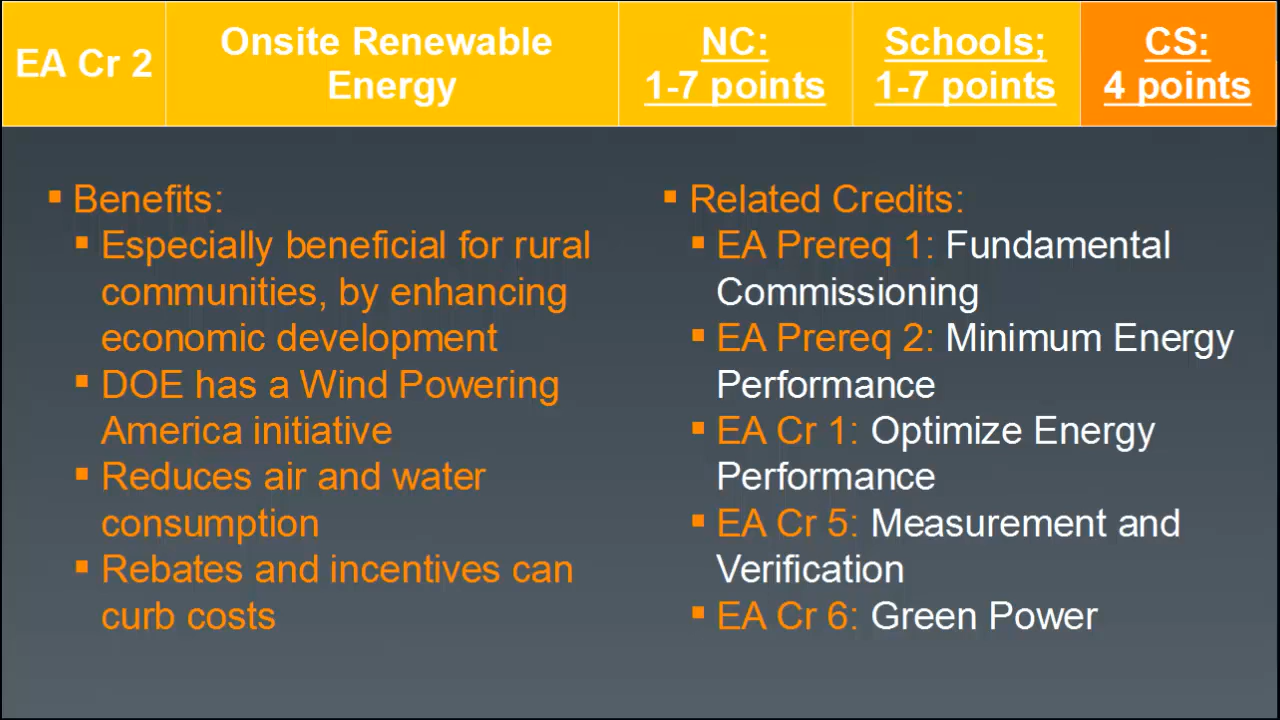 EA Cr 2
Onsite Renewable
Energy
NC:
1-7 points
Schools;
1-7 points
CS:
4 points
▪ Benefits:
▪ Especially beneficial for rural
communities, by enhancing
economic development
▪ DOE has a Wind Powering
America initiative
▪ Reduces air and water
consumption
▪ Rebates and incentives can
curb costs
▪ Related Credits:
▪ EA Prereq 1: Fundamental
Commissioning
▪ EA Prereq 2: Minimum Energy
Performance
▪ EA Cr 1: Optimize Energy
Performance
▪ EA Cr 5: Measurement and
Verification
▪ EA Cr 6: Green Power